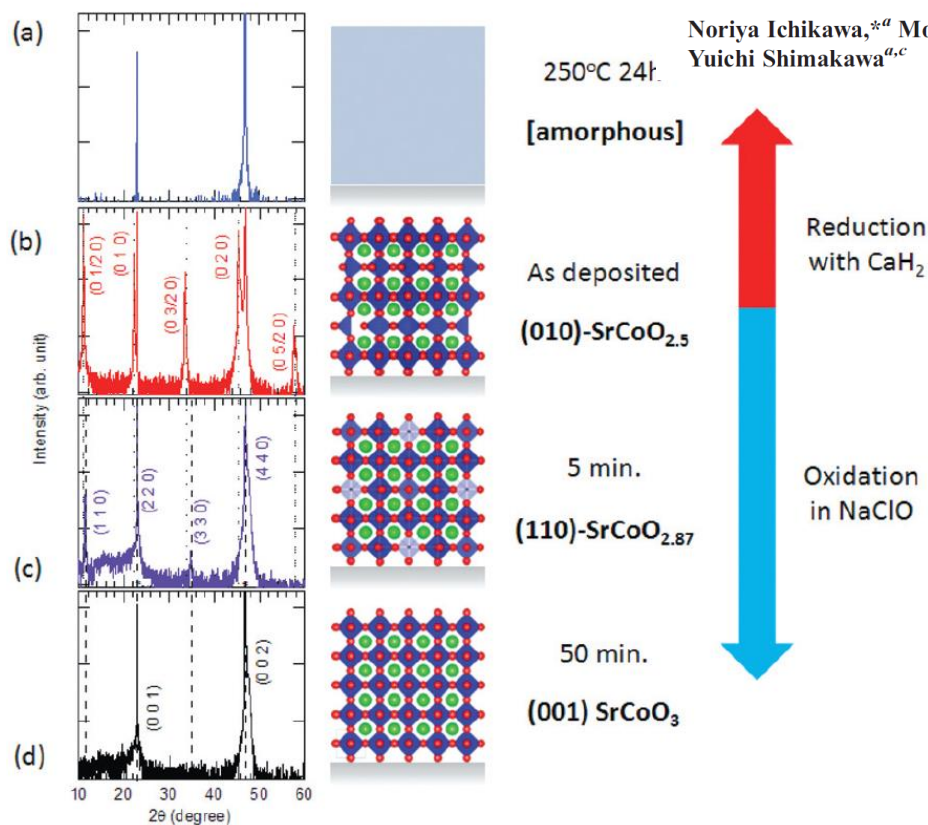 Noriya Ichikawa,*a Mo
Yuichi Shimakawa a,c
(a)
250°C 24h.
[amorphous]
(b)
(0 1/2 0)
(0 1 0)
(0 3/2 0)
(0 2 0)
(0 5/2 0)
As deposited
(010)-SrCoO2.5
Reduction
with CaH2
Intensity (arb. unit)
(c)
(1 1 0)
(2 2 0)
(3 3 0)
(4 4 0)
5 min.
(110)-SrCoO2.87
Oxidation
in NaClO
(d)
(0 0 1)
(0 0 2)
50 min.
(001) SrCoO3
10 20 30 40 50 60
2θ (degree)